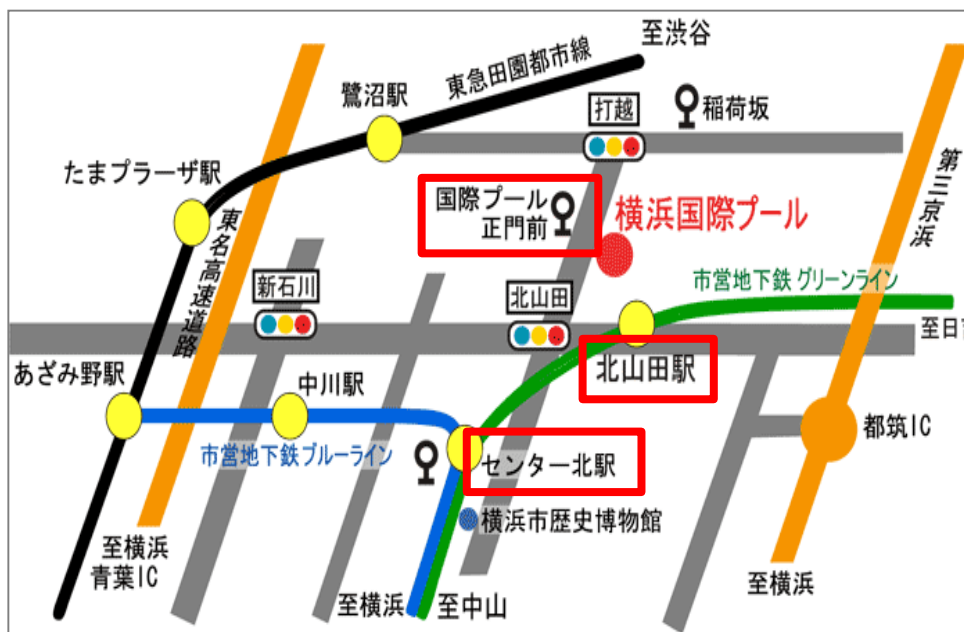 至渋谷
東急田園都市線
鷺沼駅
打越
稲荷坂
たまプラーザ駅
国際プール
正門前
横浜国際プール
第三京浜
東名高速道路
新石川
北山田
市営地下鉄 グリーンライン
至日
あざみ野駅
中川駅
北山田駅
都筑IC
市営地下鉄ブルーライン
センター北駅
横浜市歴史博物館
至横浜
青葉IC
至横浜
至中山
至横浜